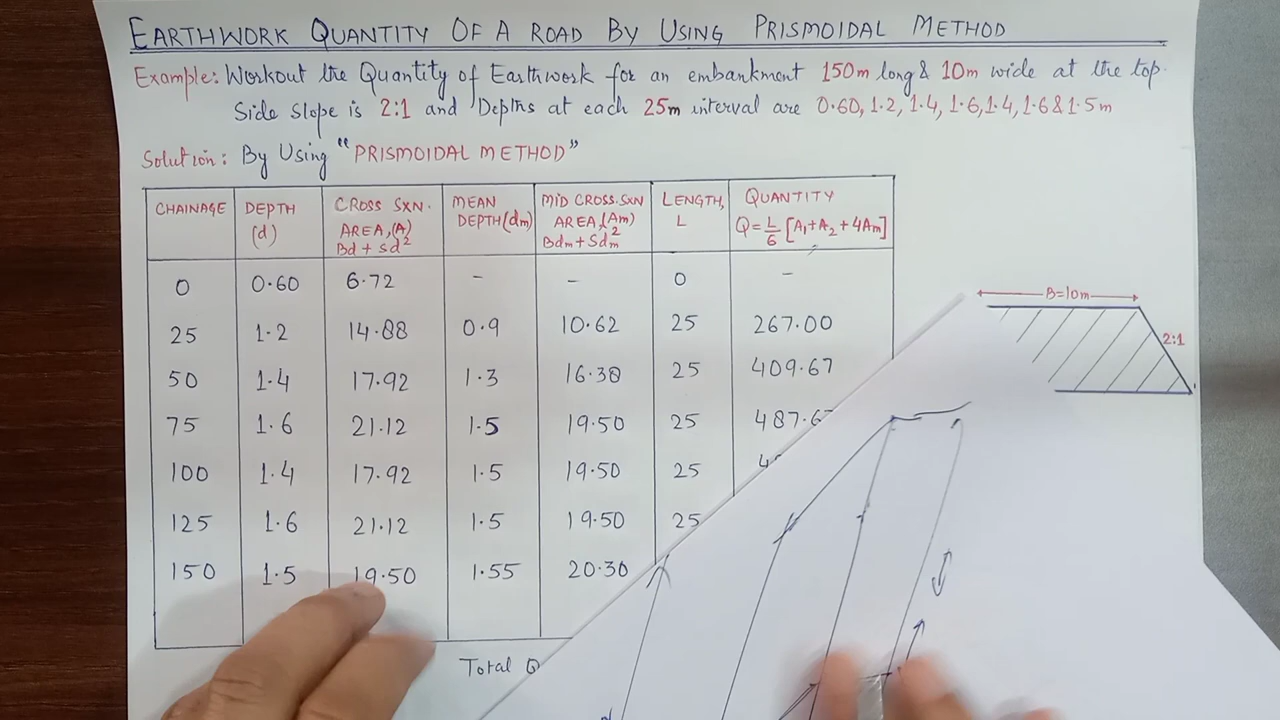 EARTHWORK QUANTITY OF A ROAD BY USING PRISMOIDAL METHOD
Example: Workout the Quantity of Earthwork for an embankment 150m long & 10m wide at the top.
Side Slope is 2:1 and Depths at each 25m interval are 0.60, 1.2, 1.4, 1.6, 1.4, 1.6 & 1.5m
Solution: By Using "PRISMOIDAL METHOD"
CHAINAGE DEPTH (d) CROSS SXN. AREA, (A) Bd + Sd² MEAN DEPTH (dm) MID CROSS. SXN AREA, (Am) Bdm + Sdm² LENGTH, L QUANTITY Q = L/6 [A1 + A2 + 4Am]
0 0.60 6.72 - - 0 -
25 1.2 14.88 0.9 10.62 25 267.00
50 1.4 17.92 1.3 16.38 25 409.67
75 1.6 21.12 1.5 19.50 25 487.67
100 1.4 17.92 1.5 19.50 25
125 1.6 21.12 1.5 19.50 25
150 1.5 19.50 1.55 20.30
Total Q
B=10m
2:1